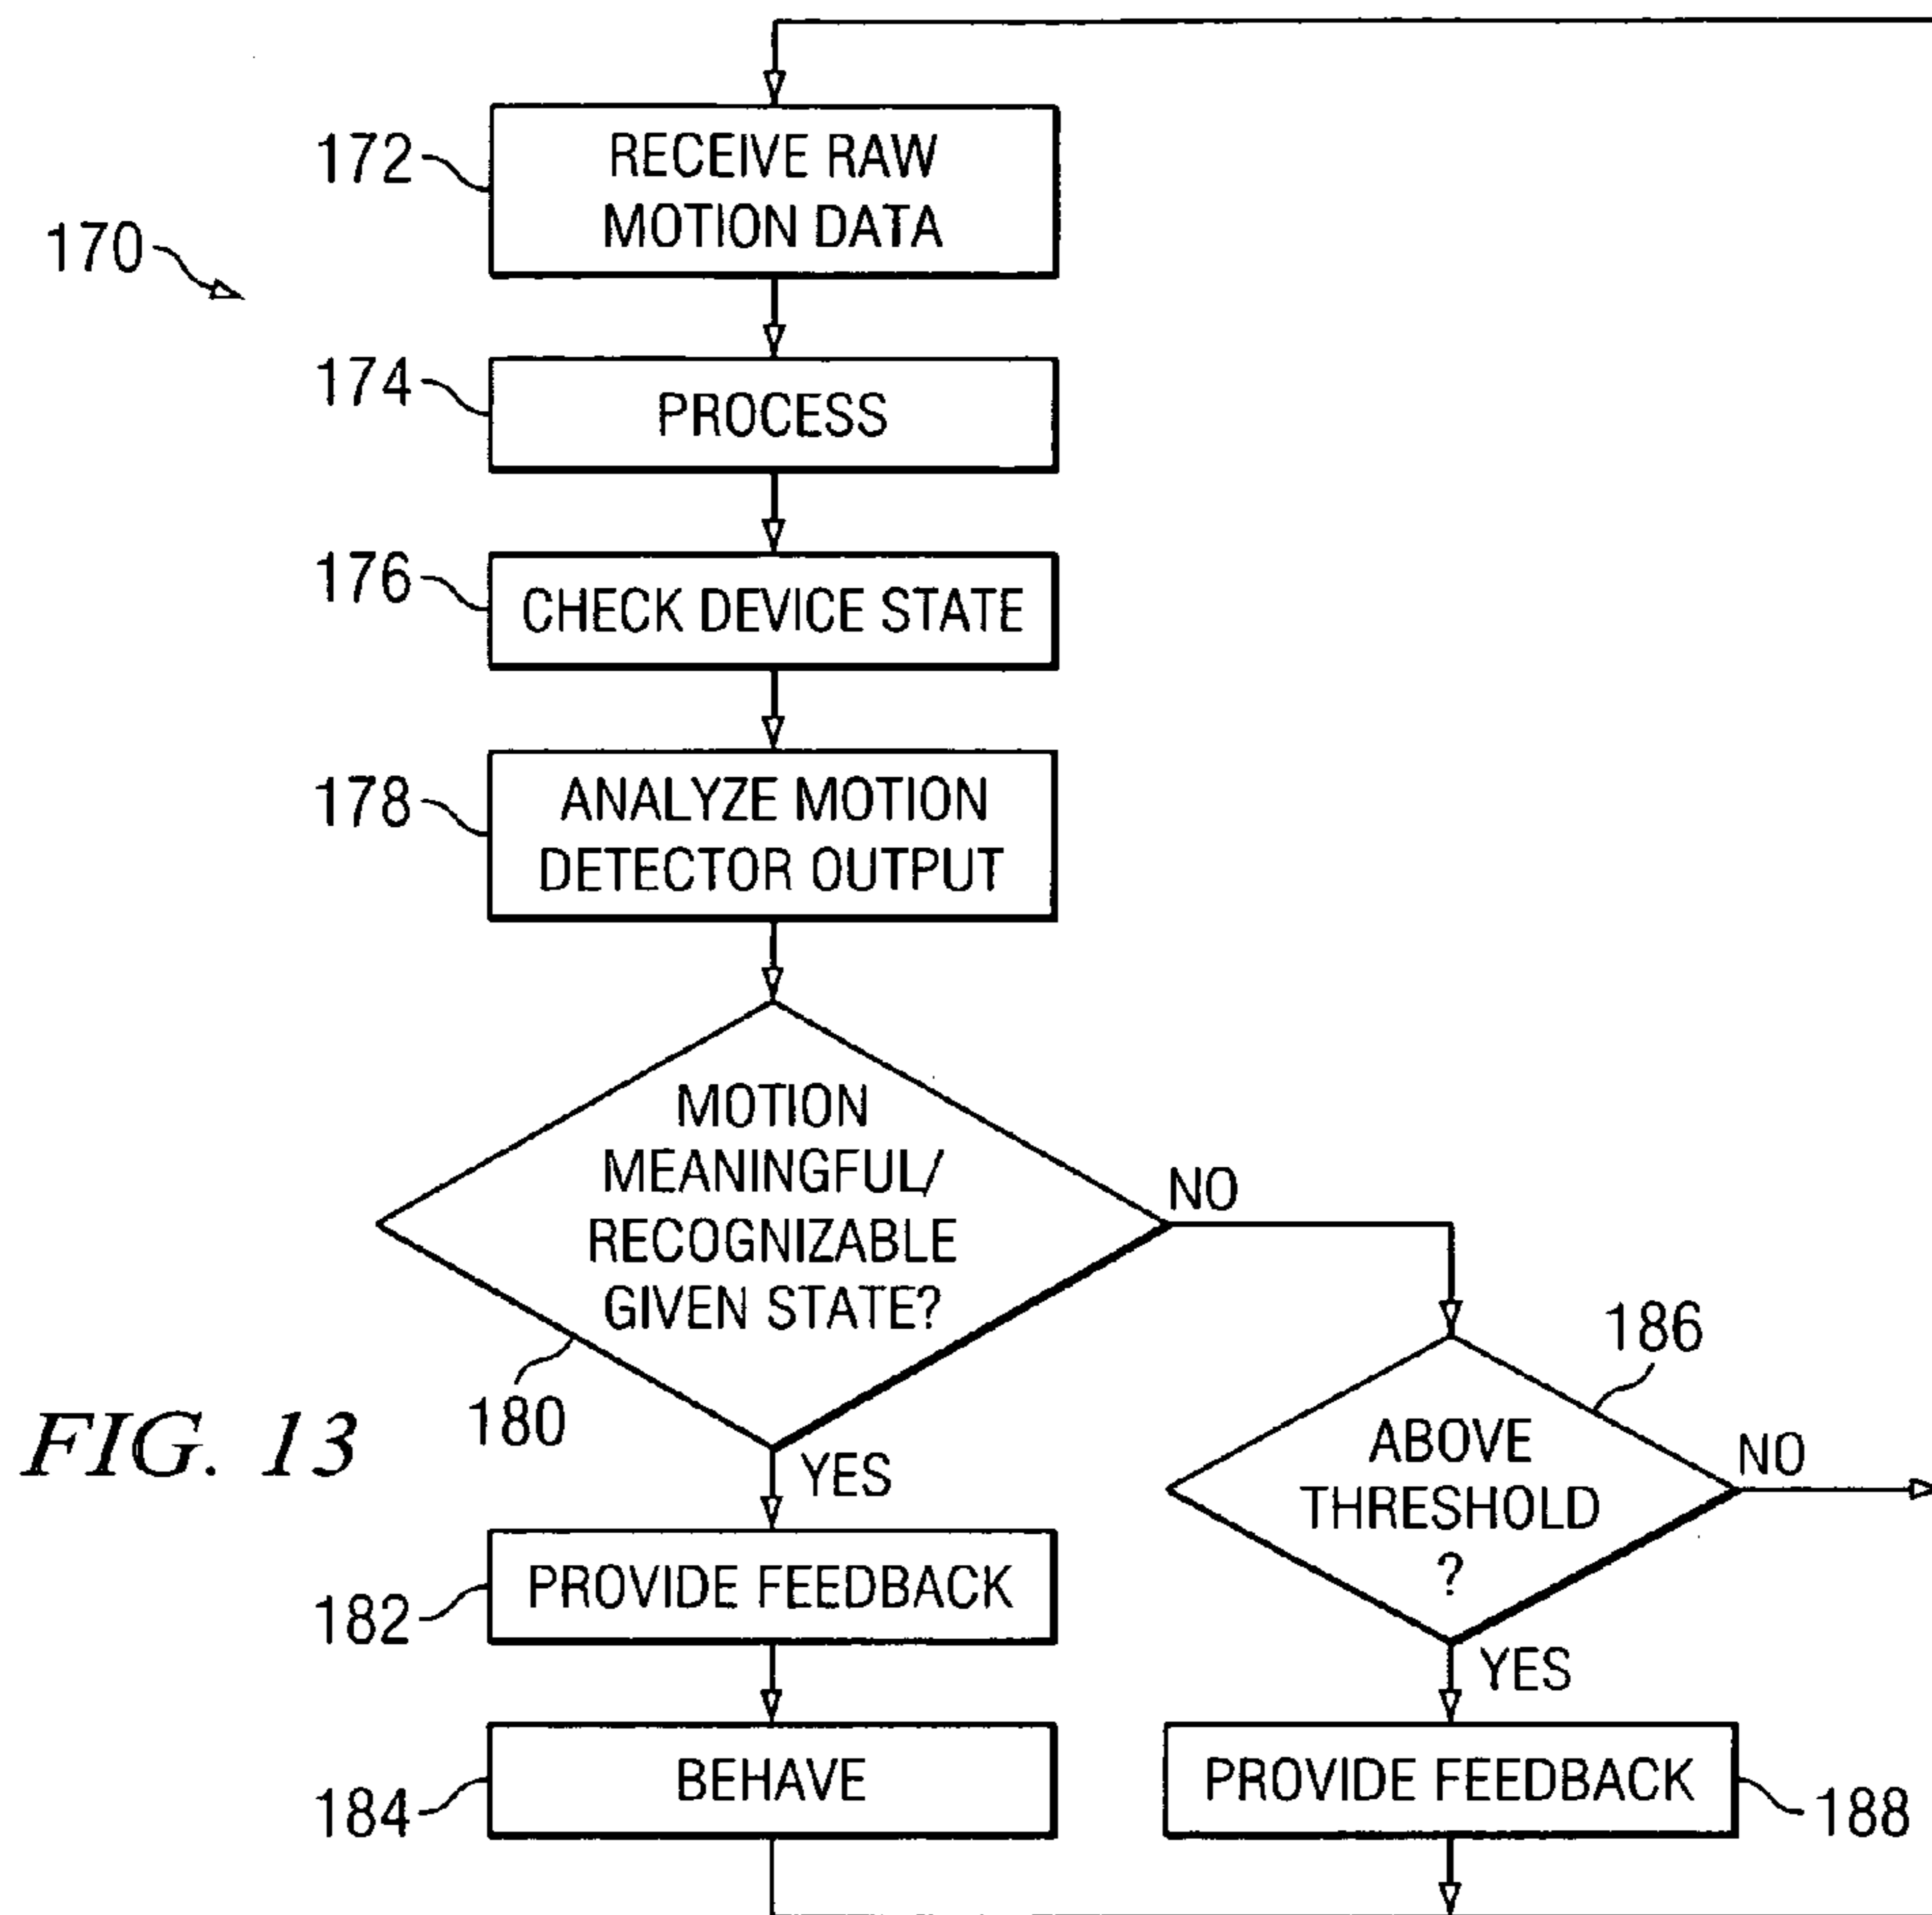 172
RECEIVE RAW
MOTION DATA
170
174
PROCESS
176
CHECK DEVICE STATE
178
ANALYZE MOTION
DETECTOR OUTPUT
MOTION
MEANINGFUL/
RECOGNIZABLE
GIVEN STATE?
NO
180
YES
186
ABOVE
THRESHOLD
?
NO
YES
FIG. 13
182
PROVIDE FEEDBACK
184
BEHAVE
PROVIDE FEEDBACK
188